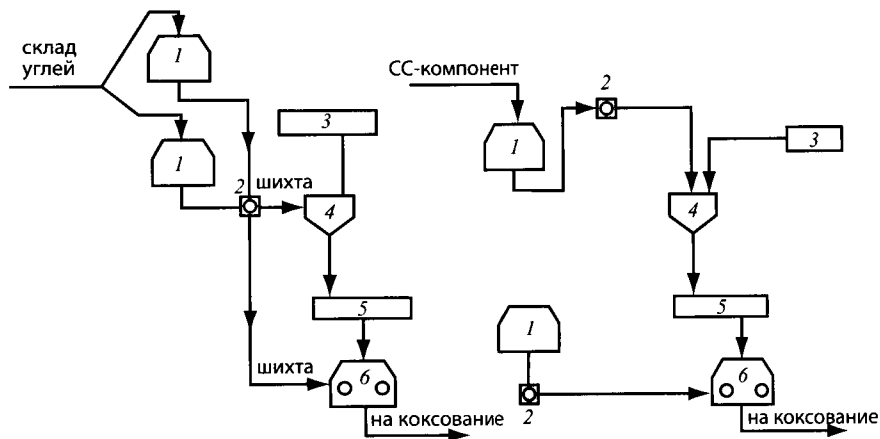 склад
углей
1
1
2
шихта
3
4
5
шихта
6
на коксование
СС-компонент
1
2
3
4
1
2
5
6
на коксование